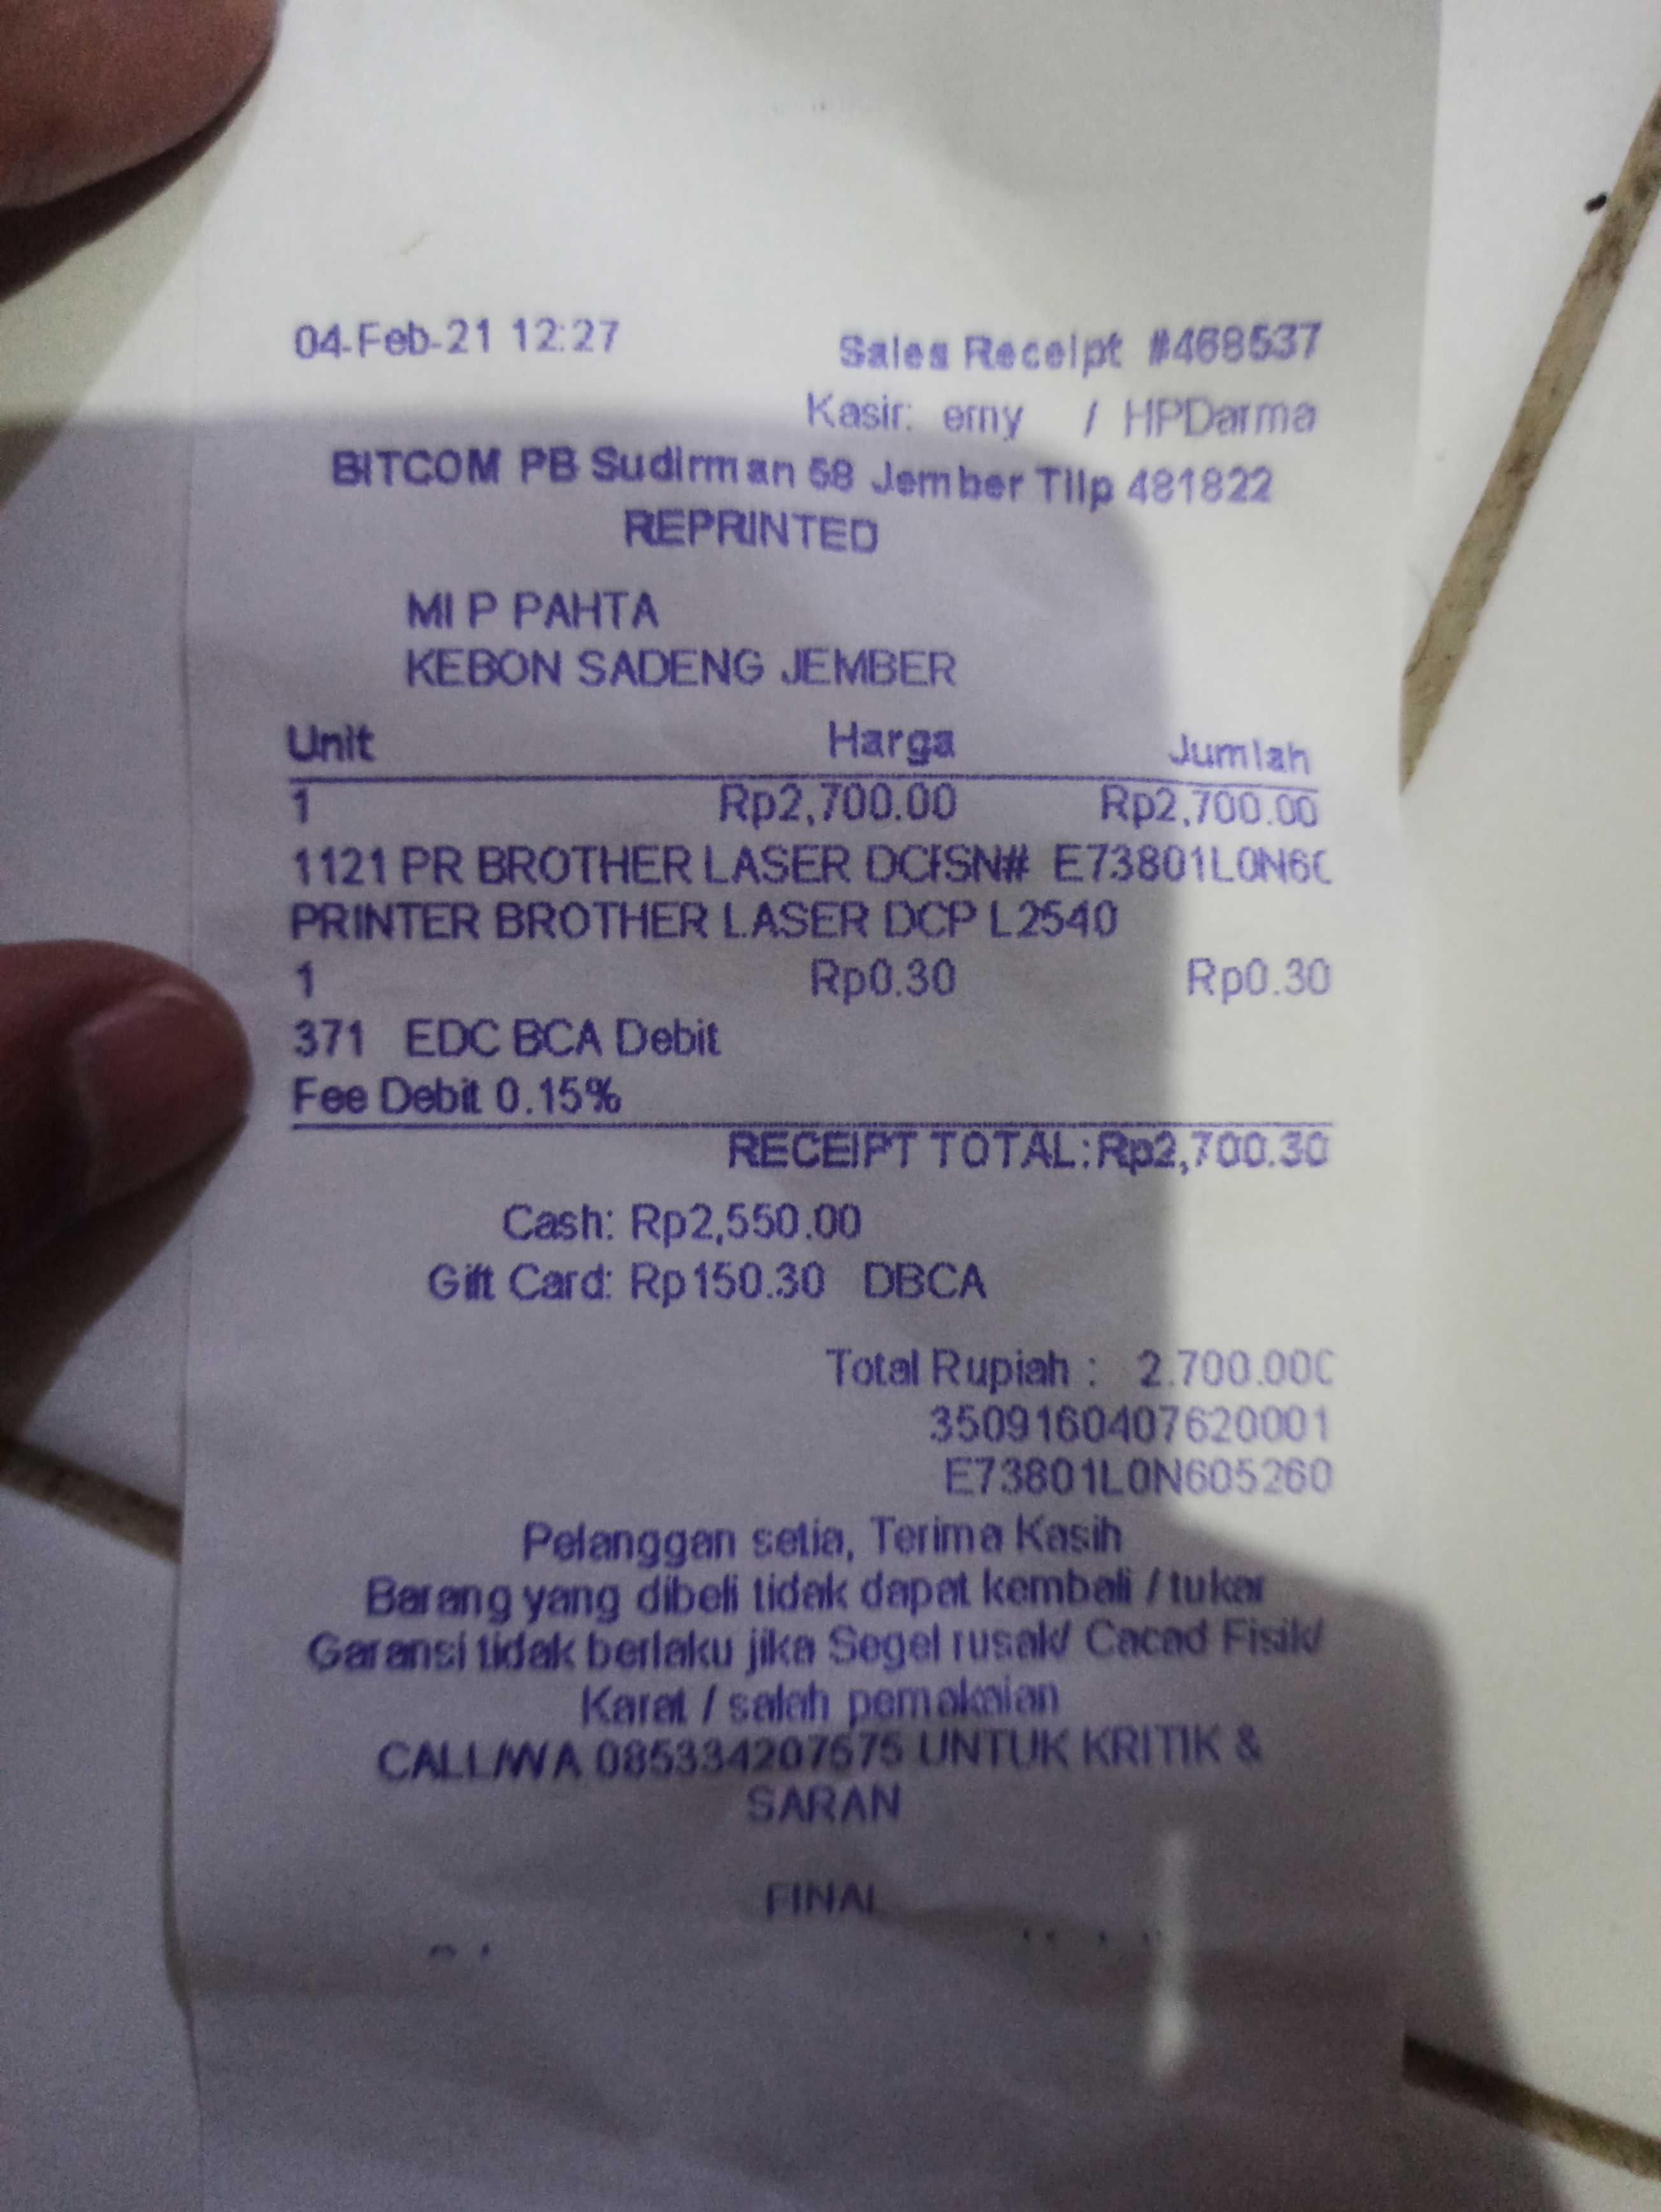 04-Feb-21 12:27
Sales Receipt #468537
Kasir: erny / HPDarma
BITCOM PB Sudirman 58 Jember Tilp 481822
REPRINTED
MI P PAHTA
KEBON SADENG JEMBER
Unit Harga Jumlah
1 Rp2,700.00 Rp2,700.00
1121 PR BROTHER LASER DCFSN# E73801L0N60
PRINTER BROTHER LASER DCP L2540
1 Rp0.30 Rp0.30
371 EDC BCA Debit
Fee Debit 0.15%
RECEIPT TOTAL: Rp2,700.30
Cash: Rp2,550.00
Gift Card: Rp150.30 DBCA
Total Rupiah : 2.700.000
3509160407620001
E73801L0N605260
Pelanggan setia, Terima Kasih
Barang yang dibeli tidak dapat kembali / tukar
Garansi tidak berlaku jika Segel rusak/ Cacad Fisik/
Karat / salah pemakaian
CALL/WA 085334207575 UNTUK KRITIK &
SARAN
FINAL